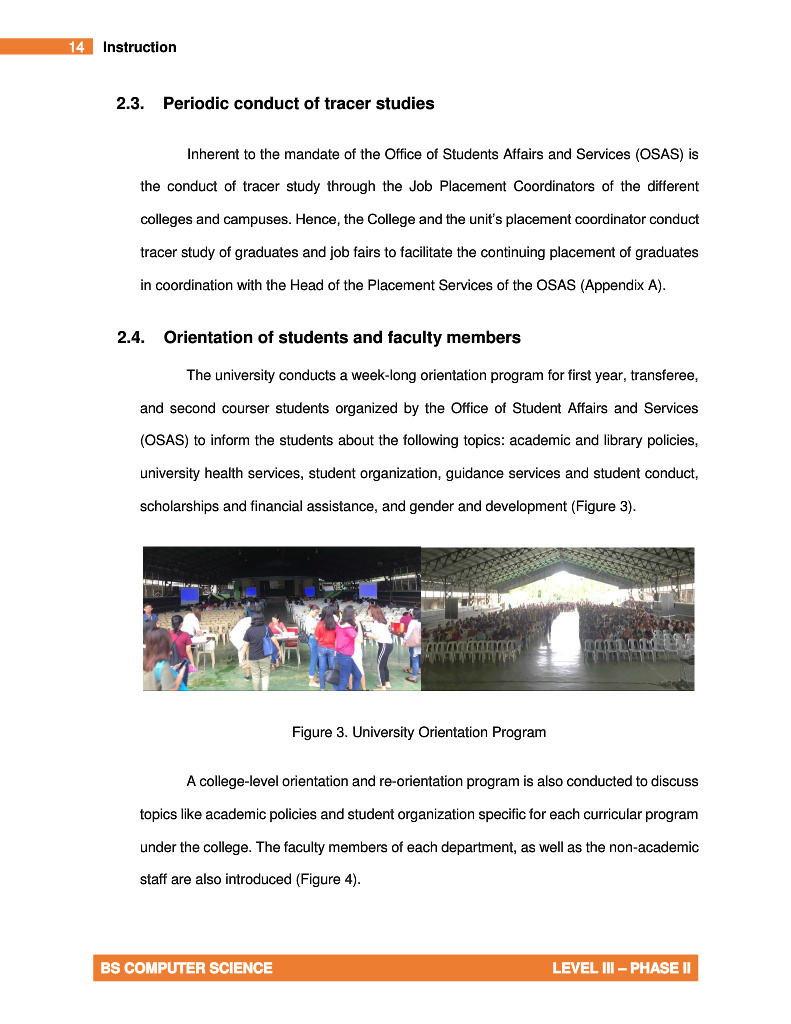 14 Instruction
2.3. Periodic conduct of tracer studies
Inherent to the mandate of the Office of Students Affairs and Services (OSAS) is
the conduct of tracer study through the Job Placement Coordinators of the different
colleges and campuses. Hence, the College and the unit's placement coordinator conduct
tracer study of graduates and job fairs to facilitate the continuing placement of graduates
in coordination with the Head of the Placement Services of the OSAS (Appendix A).
2.4. Orientation of students and faculty members
The university conducts a week-long orientation program for first year, transferee,
and second courser students organized by the Office of Student Affairs and Services
(OSAS) to inform the students about the following topics: academic and library policies,
university health services, student organization, guidance services and student conduct,
scholarships and financial assistance, and gender and development (Figure 3).
Figure 3. University Orientation Program
A college-level orientation and re-orientation program is also conducted to discuss
topics like academic policies and student organization specific for each curricular program
under the college. The faculty members of each department, as well as the non-academic
staff are also introduced (Figure 4).
BS COMPUTER SCIENCE LEVEL III – PHASE II